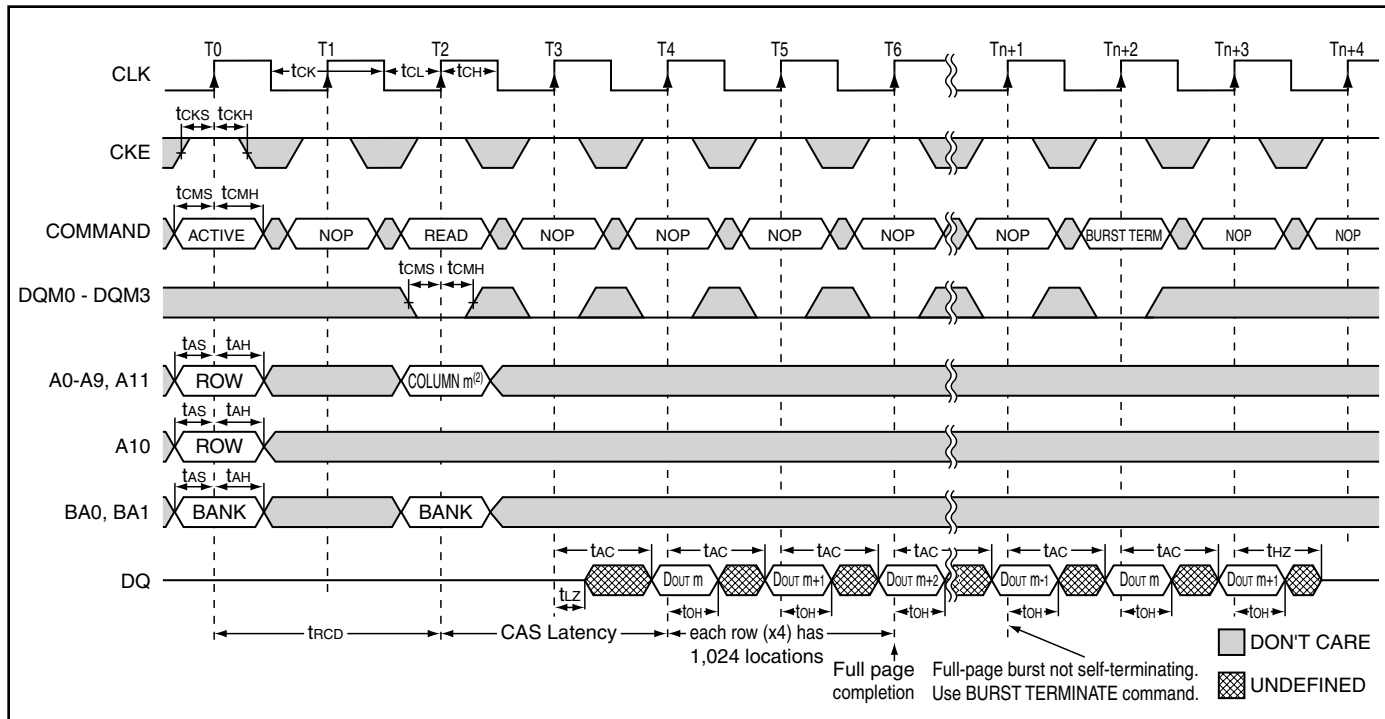 T0 T1 T2 T3 T4 T5 T6 Tn+1 Tn+2 Tn+3 Tn+4
CLK tCK tCL tCH
tCKS tCKH
CKE
tCMS tCMH
COMMAND ACTIVE NOP READ NOP NOP NOP NOP NOP BURST TERM NOP NOP
tCMS tCMH
DQM0 - DQM3
tAS tAH
A0-A9, A11 ROW COLUMN m(2)
tAS tAH
A10 ROW
tAS tAH
BA0, BA1 BANK BANK
tAC tAC tAC tAC tAC tAC tHZ
DQ DOUT m DOUT m+1 DOUT m+2 DOUT m-1 DOUT m DOUT m+1
tLZ tOH tOH tOH tOH tOH tOH
tRCD CAS Latency each row (x4) has
1,024 locations
Full page
completion
Full-page burst not self-terminating.
Use BURST TERMINATE command.
DON'T CARE
UNDEFINED